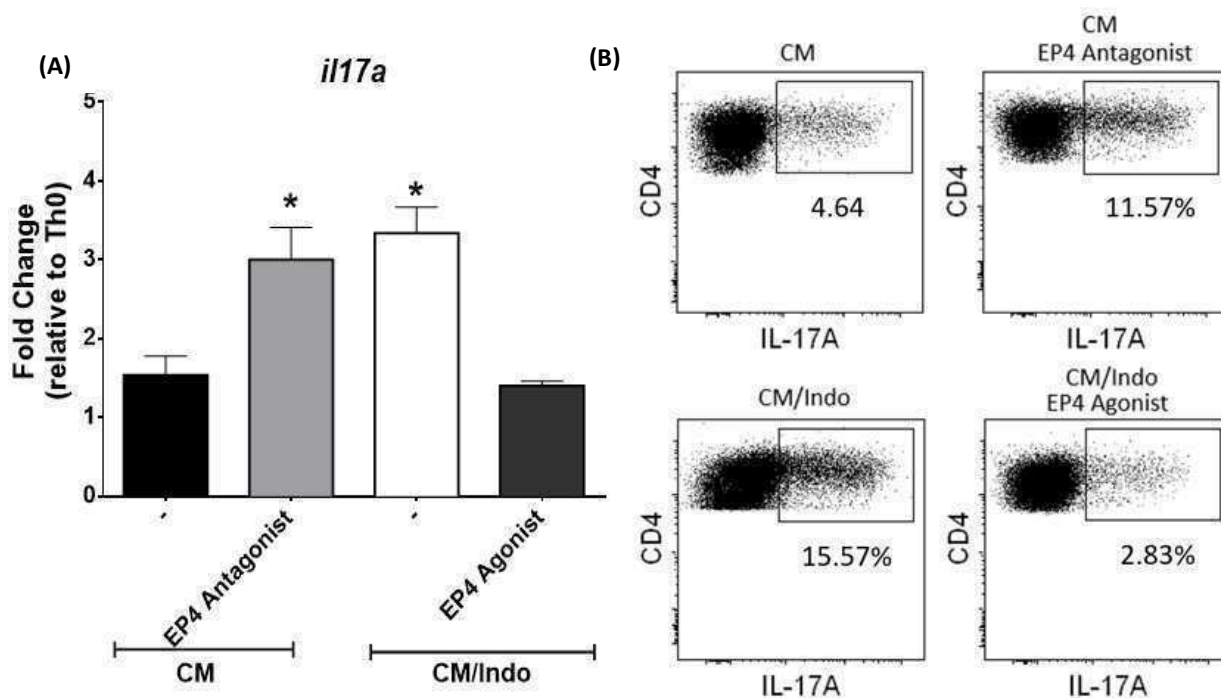 (A)
il17a
Fold Change
(relative to Th0)
5
4
3
2
1
0
*
*
-
EP4 Antagonist
-
EP4 Agonist
CM
CM/Indo
(B)
CM
CD4
4.64
IL-17A
CM
EP4 Antagonist
CD4
11.57%
IL-17A
CM/Indo
CD4
15.57%
IL-17A
CM/Indo
EP4 Agonist
CD4
2.83%
IL-17A